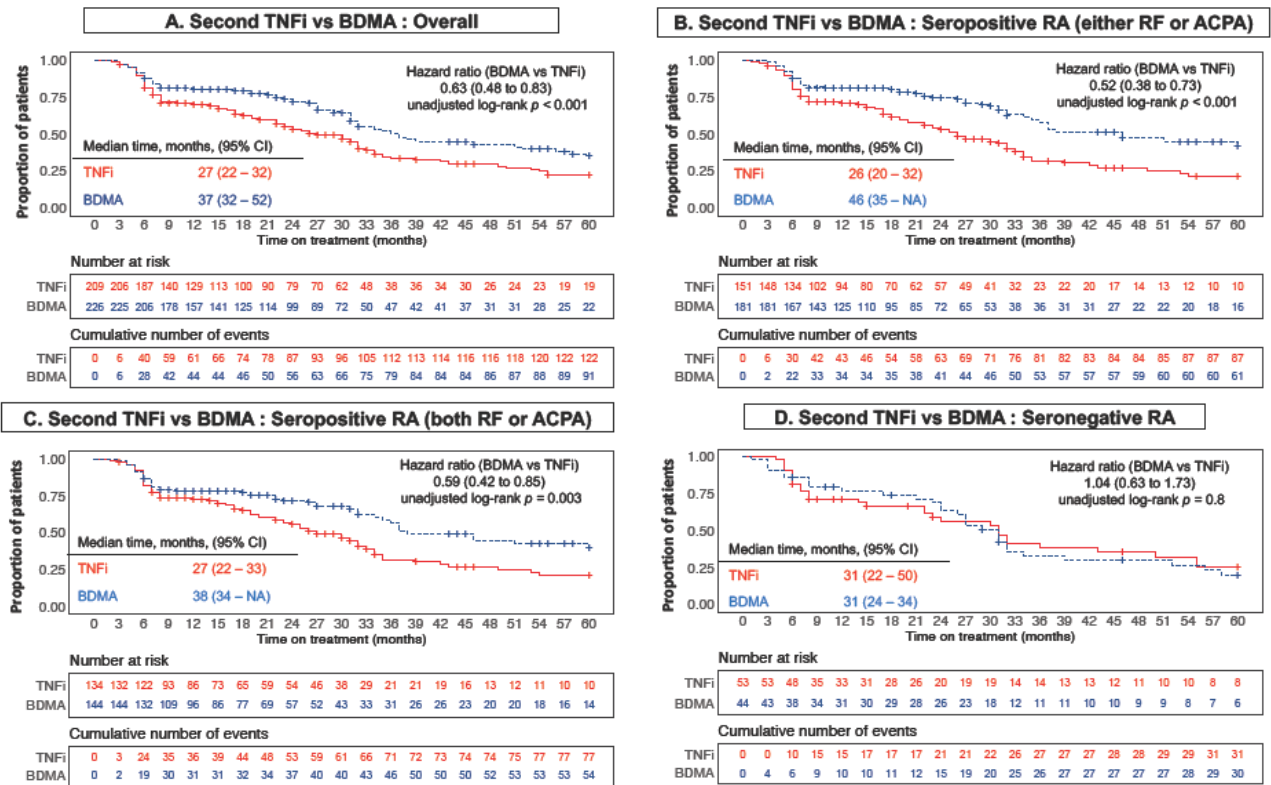 A. Second TNFi vs BDMA : Overall
Proportion of patients
1.00
0.75
0.50
0.25
0.00
Hazard ratio (BDMA vs TNFi)
0.63 (0.48 to 0.83)
unadjusted log-rank p < 0.001
Median time, months, (95% CI)
TNFi 27 (22 – 32)
BDMA 37 (32 – 52)
0 3 6 9 12 15 18 21 24 27 30 33 36 39 42 45 48 51 54 57 60
Time on treatment (months)
Number at risk
TNFi 209 206 187 140 129 113 100 90 79 70 62 48 38 36 34 30 26 24 23 19 19
BDMA 226 225 206 178 157 141 125 114 99 89 72 50 47 42 41 37 31 31 28 25 22
Cumulative number of events
TNFi 0 6 40 59 61 66 74 78 87 93 96 105 112 113 114 116 116 118 120 122 122
BDMA 0 6 28 42 44 44 46 50 56 63 66 75 79 84 84 84 86 87 88 89 91
B. Second TNFi vs BDMA : Seropositive RA (either RF or ACPA)
Proportion of patients
1.00
0.75
0.50
0.25
0.00
Hazard ratio (BDMA vs TNFi)
0.52 (0.38 to 0.73)
unadjusted log-rank p < 0.001
Median time, months, (95% CI)
TNFi 26 (20 – 32)
BDMA 46 (35 – NA)
0 3 6 9 12 15 18 21 24 27 30 33 36 39 42 45 48 51 54 57 60
Time on treatment (months)
Number at risk
TNFi 151 148 134 102 94 80 70 62 57 49 41 32 23 22 20 17 14 13 12 10 10
BDMA 181 181 167 143 125 110 95 85 72 65 53 38 36 31 31 27 22 22 20 18 16
Cumulative number of events
TNFi 0 6 30 42 43 46 54 58 63 69 71 76 81 82 83 84 84 85 87 87 87
BDMA 0 2 22 33 34 34 35 38 41 44 46 50 53 57 57 57 59 60 60 60 61
C. Second TNFi vs BDMA : Seropositive RA (both RF or ACPA)
Proportion of patients
1.00
0.75
0.50
0.25
0.00
Hazard ratio (BDMA vs TNFi)
0.59 (0.42 to 0.85)
unadjusted log-rank p = 0.003
Median time, months, (95% CI)
TNFi 27 (22 – 33)
BDMA 38 (34 – NA)
0 3 6 9 12 15 18 21 24 27 30 33 36 39 42 45 48 51 54 57 60
Time on treatment (months)
Number at risk
TNFi 134 132 122 93 86 73 65 59 54 46 38 29 21 21 19 16 13 12 11 10 10
BDMA 144 144 132 109 96 86 77 69 57 52 43 33 31 26 26 23 20 20 18 16 14
Cumulative number of events
TNFi 0 3 24 35 36 39 44 48 53 59 61 66 71 72 73 74 74 75 77 77 77
BDMA 0 2 19 30 31 31 32 34 37 40 40 43 46 50 50 50 52 53 53 53 54
D. Second TNFi vs BDMA : Seronegative RA
Proportion of patients
1.00
0.75
0.50
0.25
0.00
Hazard ratio (BDMA vs TNFi)
1.04 (0.63 to 1.73)
unadjusted log-rank p = 0.8
Median time, months, (95% CI)
TNFi 31 (22 – 50)
BDMA 31 (24 – 34)
0 3 6 9 12 15 18 21 24 27 30 33 36 39 42 45 48 51 54 57 60
Time on treatment (months)
Number at risk
TNFi 53 53 48 35 33 31 28 26 20 19 19 14 14 13 13 12 11 10 10 8 8
BDMA 44 43 38 34 31 30 29 28 26 23 18 12 11 11 10 10 9 9 8 7 6
Cumulative number of events
TNFi 0 0 10 15 15 17 17 17 21 21 22 26 27 27 27 28 28 29 29 31 31
BDMA 0 4 6 9 10 10 11 12 15 19 20 25 26 27 27 27 27 27 28 29 30